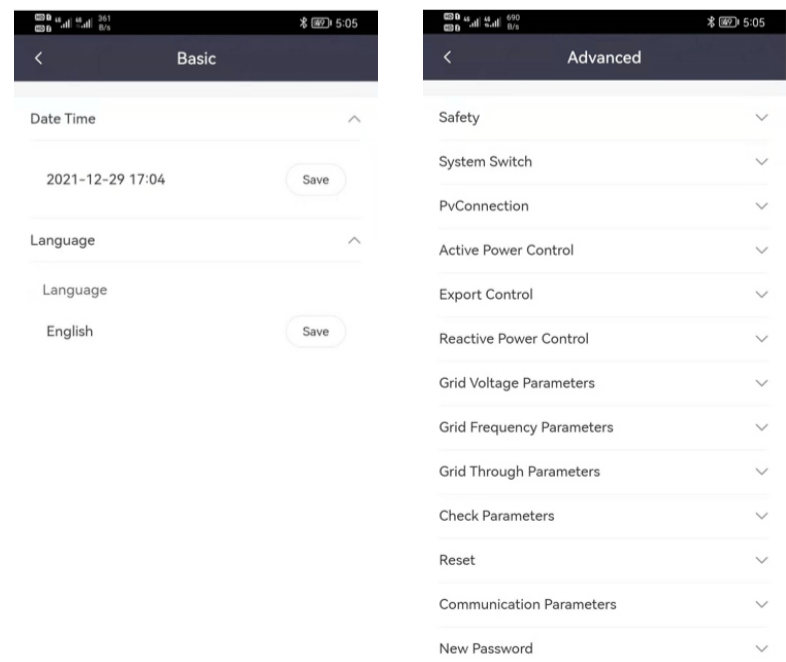 361
B/s
5:05
Basic
Date Time
2021-12-29 17:04
Save
Language
Language
English
Save
690
B/s
5:05
Advanced
Safety
System Switch
PvConnection
Active Power Control
Export Control
Reactive Power Control
Grid Voltage Parameters
Grid Frequency Parameters
Grid Through Parameters
Check Parameters
Reset
Communication Parameters
New Password